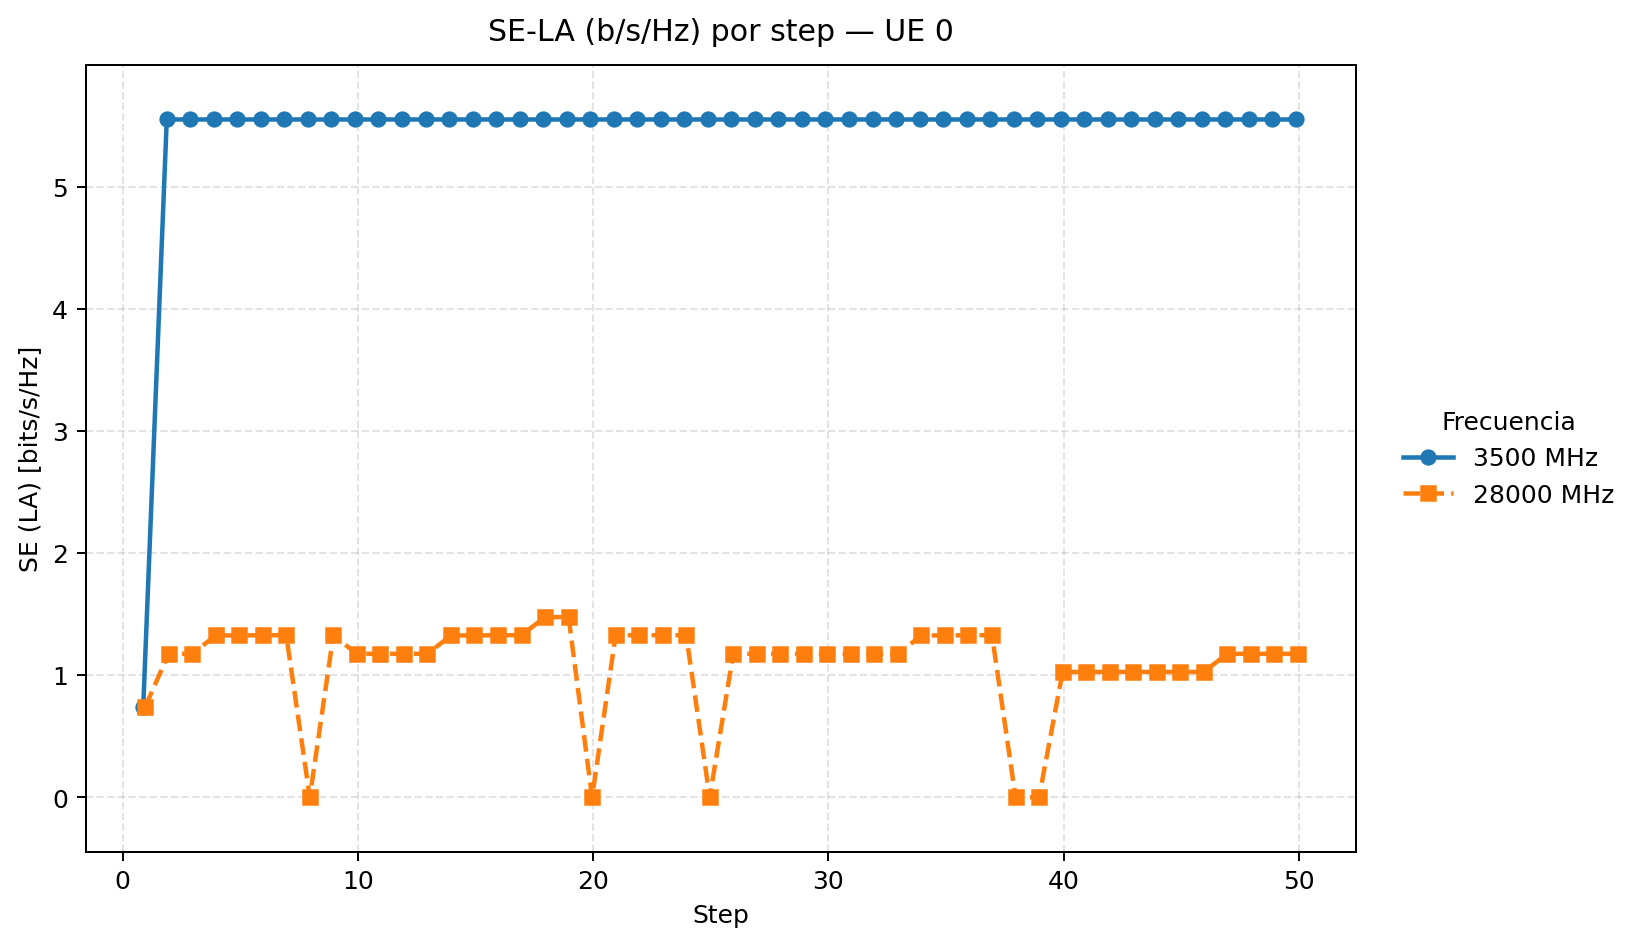 SE-LA (b/s/Hz) por step — UE 0
SE (LA) [bits/s/Hz]
5
4
3
2
1
0
0 10 20 30 40 50
Step
Frecuencia
3500 MHz
28000 MHz